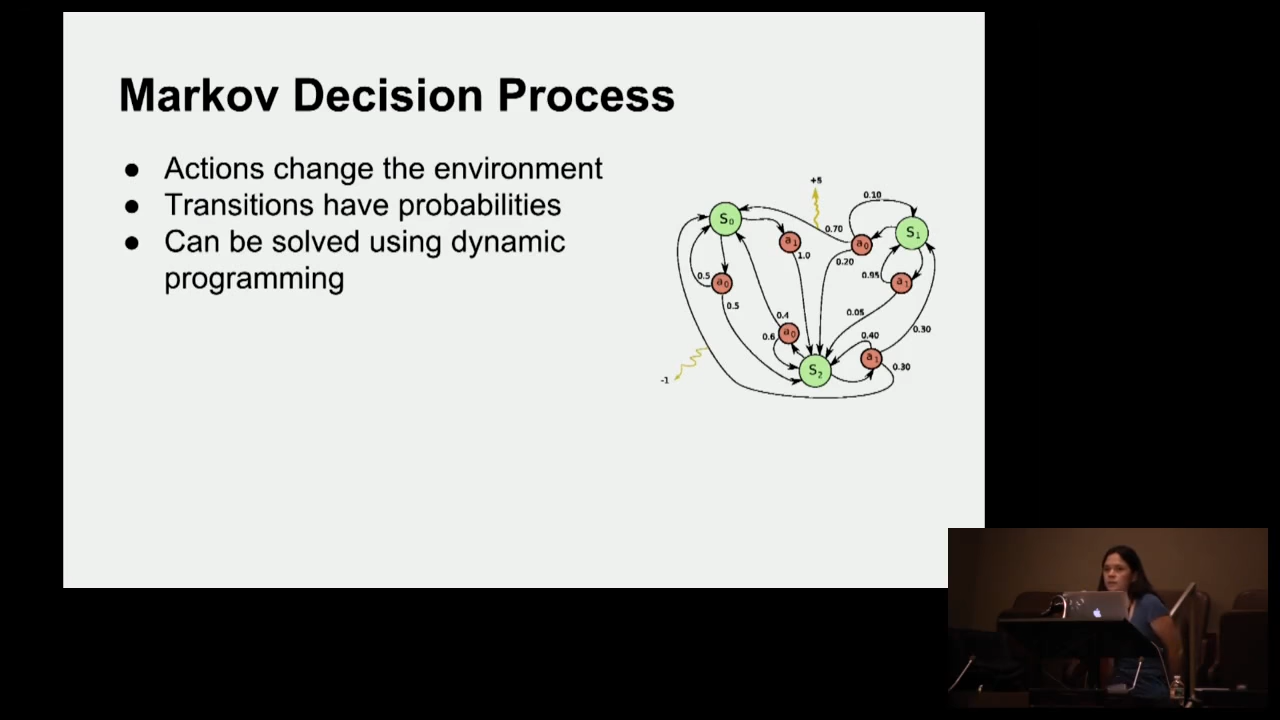 Markov Decision Process
● Actions change the environment
● Transitions have probabilities
● Can be solved using dynamic
programming
+5
0.10
S₀
a₁
0.70
a₀
S₁
1.0
0.20
0.5
a₀
0.95
a₁
0.5
0.4
0.05
0.6
a₀
0.40
0.30
S₂
a₁
0.30
-1